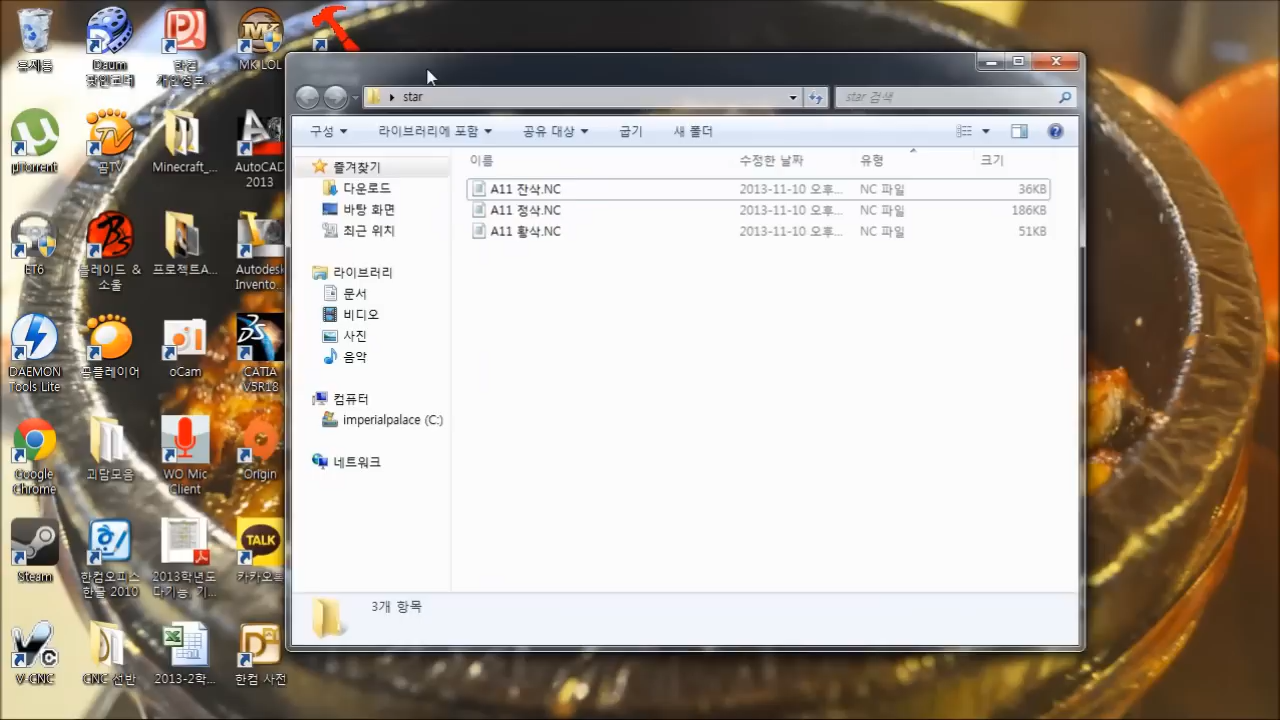 휴지통
Daum
팟인코더
한컴
개인정보...
MK LOL
µTorrent
곰TV
Minecraft_...
AutoCAD
2013
ET6
블레이드 &
소울
프로젝트A...
Autodesk
Invento...
DAEMON
Tools Lite
곰플레이어
oCam
CATIA
V5R18
Google
Chrome
괴담모음
WO Mic
Client
Origin
Steam
한컴오피스
한글 2010
2013학년도
다기능, 기...
TALK
카카오톡
V-CNC
CNC 선반
2013-2학...
한컴 사전
star
star 검색
구성
라이브러리에 포함
공유 대상
굽기
새 폴더
이름
수정한 날짜
유형
크기
A11 잔삭.NC
2013-11-10 오후...
NC 파일
36KB
A11 정삭.NC
2013-11-10 오후...
NC 파일
186KB
A11 황삭.NC
2013-11-10 오후...
NC 파일
51KB
즐겨찾기
다운로드
바탕 화면
최근 위치
라이브러리
문서
비디오
사진
음악
컴퓨터
imperialpalace (C:)
네트워크
3개 항목